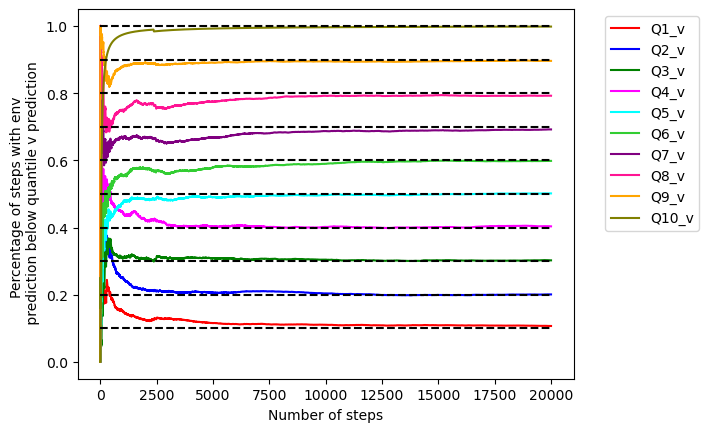 1.0
0.8
0.6
0.4
0.2
0.0
Percentage of steps with env
prediction below quantile v prediction
0
2500
5000
7500
10000
12500
15000
17500
20000
Number of steps
Q1_v
Q2_v
Q3_v
Q4_v
Q5_v
Q6_v
Q7_v
Q8_v
Q9_v
Q10_v